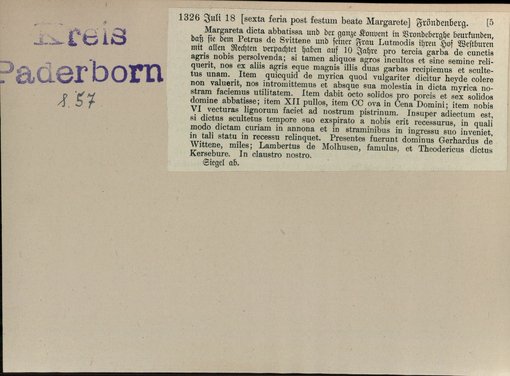 Kreis
Paderborn
S. 57
1326 Juli 18 [sexta feria post festum beate Margarete] Fröndenberg. [5
Margareta dicta abbatissa und der ganze Konvent in Vrondeberghe beurkunden,
daß sie dem Petrus de Svittene und seiner Frau Lutmodis ihren Hof Westburen
mit allen Rechten verpachtet haben auf 10 Jahre pro tercia garba de cunctis
agris nobis persolvenda; si tamen aliquos agros incultos et sine semine reli-
querit, nos ex aliis agris eque magnis illis duas garbas recipiemus et sculte-
tus unam. Item quicquid de myrica quod vulgariter dicitur heyde colere
non valuerit, nos intromittemus et absque sua molestia in dicta myrica no-
stram faciemus utilitatem. Item dabit octo solidos pro porcis et sex solidos
domine abbatisse; item XII pullos, item CC ova in Cena Domini; item nobis
VI vecturas lignorum faciet ad nostrum pistrinum. Insuper adiectum est,
si dictus scultetus tempore suo exspirato a nobis erit recessurus, in quali
modo dictam curiam in annona et in straminibus in ingressu suo inveniet,
in tali statu in recessu relinquet. Presentes fuerunt dominus Gerhardus de
Wittene, miles; Lambertus de Molhusen, famulus, et Theodericus dictus
Kersebure. In claustro nostro.
Siegel ab.